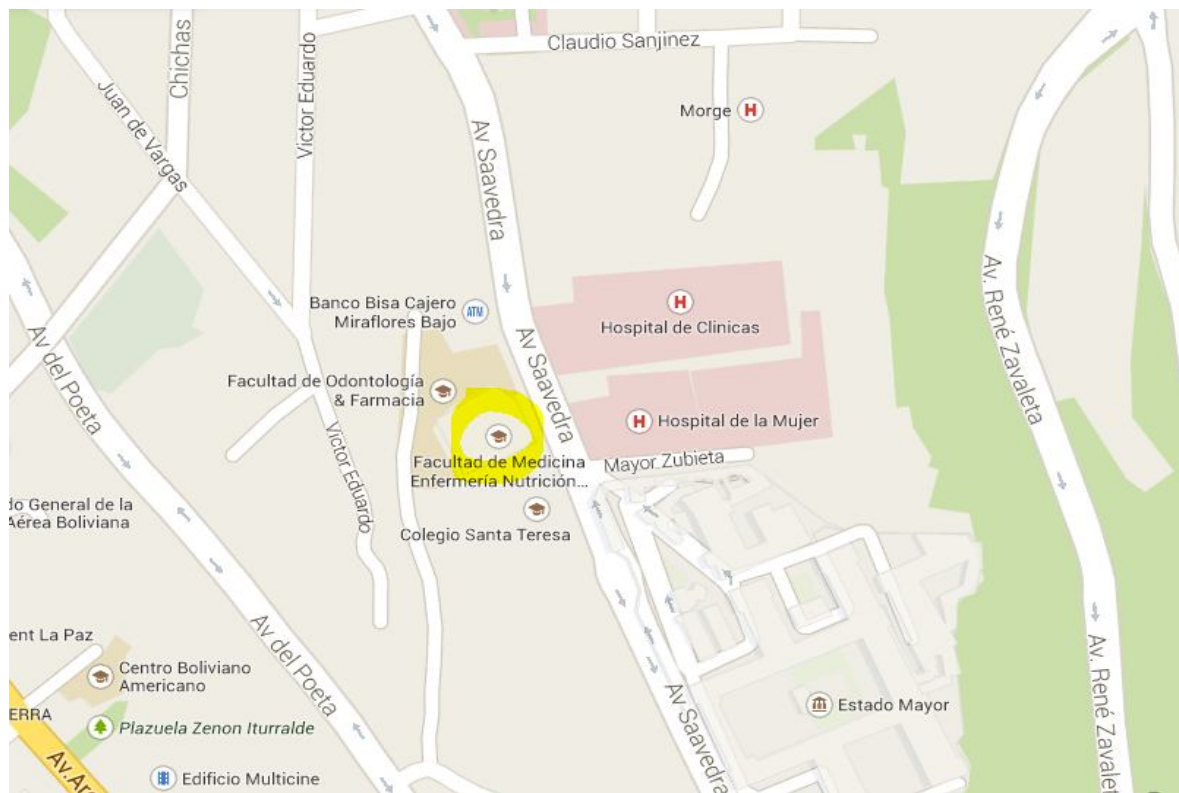 Claudio Sanjinez
Chichas
Juan de Vargas
Victor Eduardo
Av Saavedra
Morge H
Av. René Zavaleta
Banco Bisa Cajero
Miraflores Bajo
ATM
H
Hospital de Clinicas
Av Saavedra
Av del Poeta
Facultad de Odontología
& Farmacia
H Hospital de la Mujer
Victor Eduardo
Facultad de Medicina
Enfermería Nutrición...
Mayor Zubieta
do General de la
Aérea Boliviana
Colegio Santa Teresa
ent La Paz
Centro Boliviano
Americano
Av del Poeta
Av. René Zavaleta
Av Saavedra
Estado Mayor
ERRA
Plazuela Zenon Iturralde
Av.Arc
Edificio Multicine